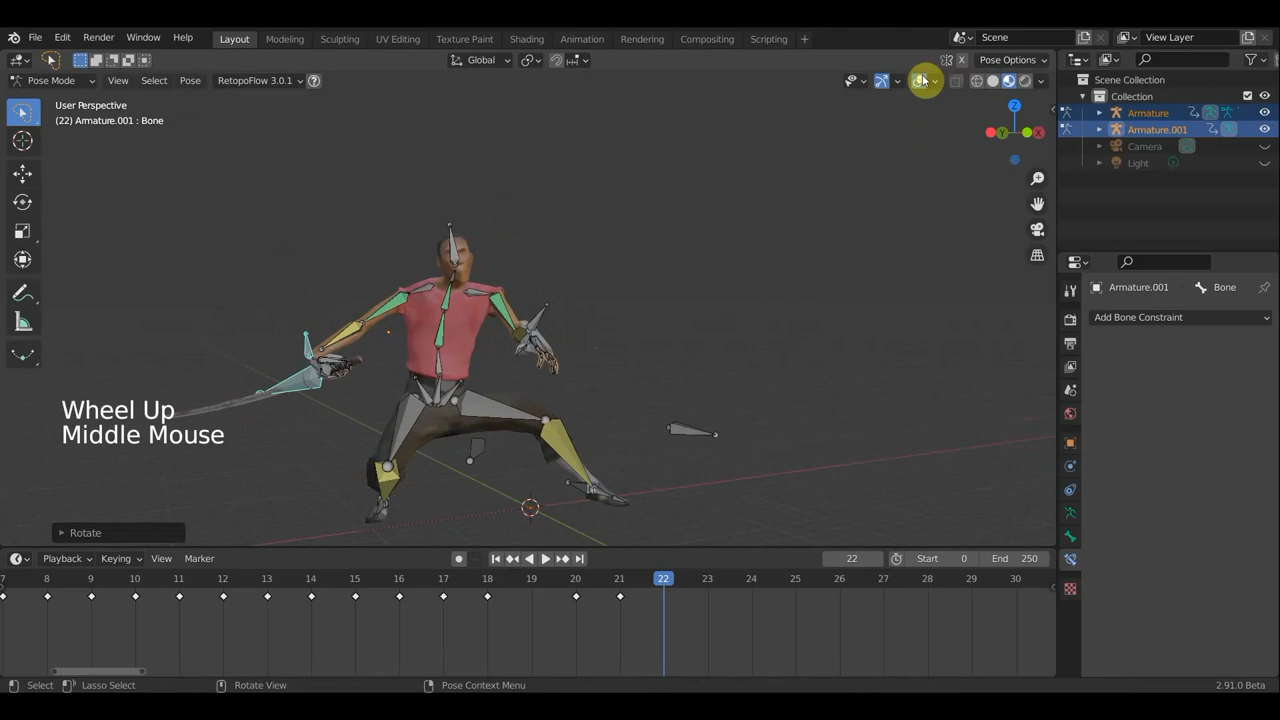 File Edit Render Window Help Layout Modeling Sculpting UV Editing Texture Paint Shading Animation Rendering Compositing Scripting + Scene View Layer
Global X Pose Options
Pose Mode View Select Pose RetopoFlow 3.0.1 ?
User Perspective
(22) Armature.001 : Bone
Z
Y
X
Scene Collection
Collection
Armature
Armature.001
Camera
Light
Armature.001 Bone
Add Bone Constraint
Wheel Up
Middle Mouse
Rotate
Playback Keying View Marker 22 Start 0 End 250
7 8 9 10 11 12 13 14 15 16 17 18 19 20 21 22 23 24 25 26 27 28 29 30
Select Lasso Select Rotate View Pose Context Menu 2.91.0 Beta